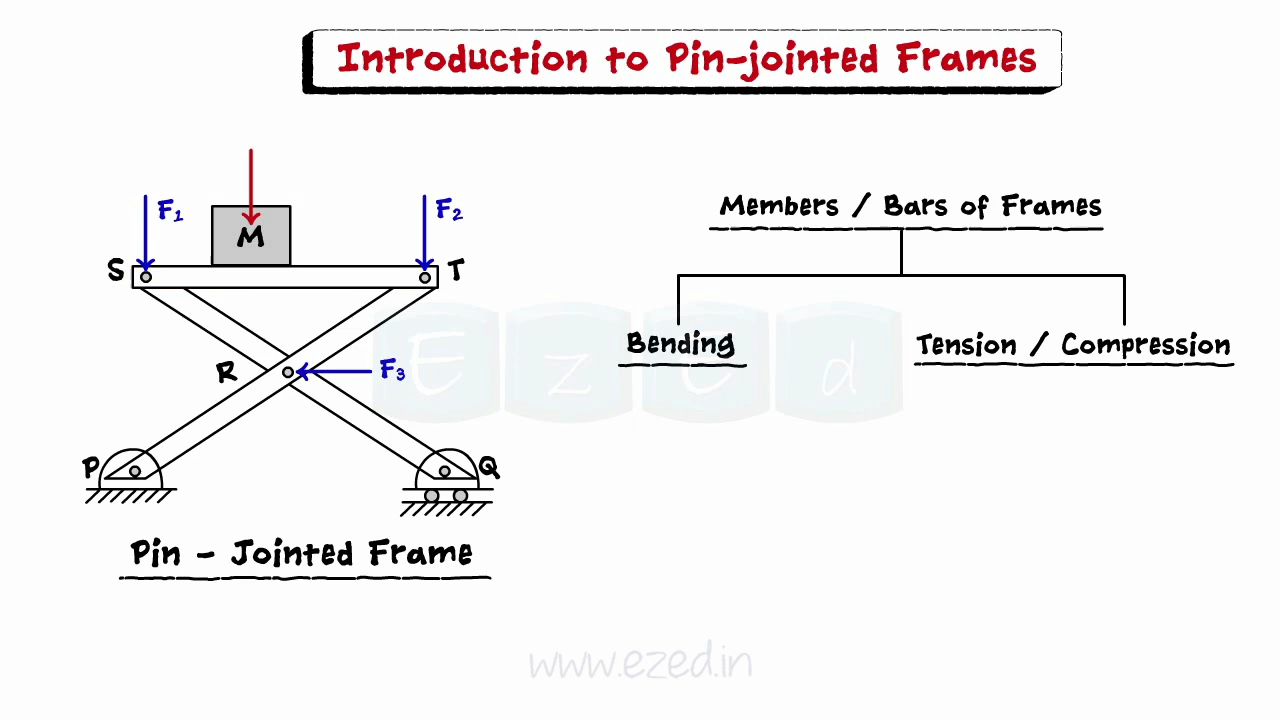 Introduction to Pin-jointed Frames
F1
M
F2
S
T
R
F3
P
Q
Pin - Jointed Frame
Members / Bars of Frames
Bending
Tension / Compression
EzEd
www.ezed.in